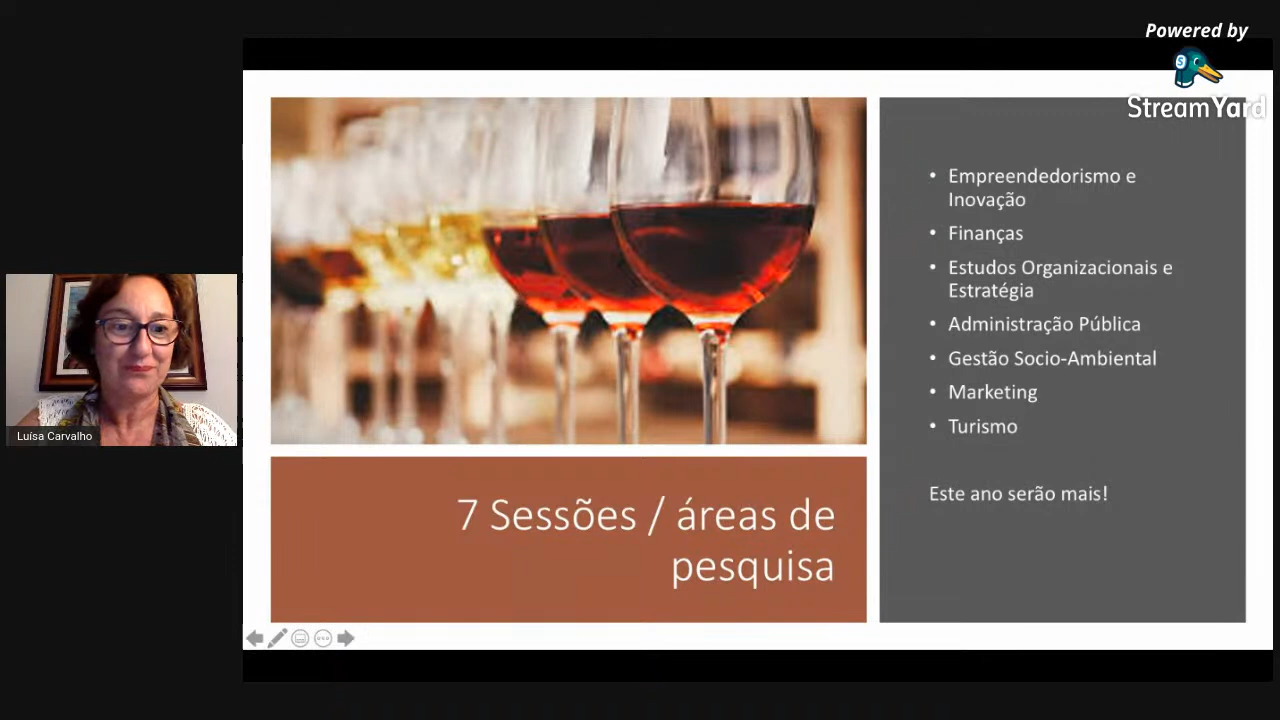 Powered by
StreamYard
• Empreendedorismo e
Inovação
• Finanças
• Estudos Organizacionais e
Estratégia
• Administração Pública
• Gestão Socio-Ambiental
• Marketing
• Turismo
Este ano serão mais!
7 Sessões / áreas de
pesquisa
Luísa Carvalho